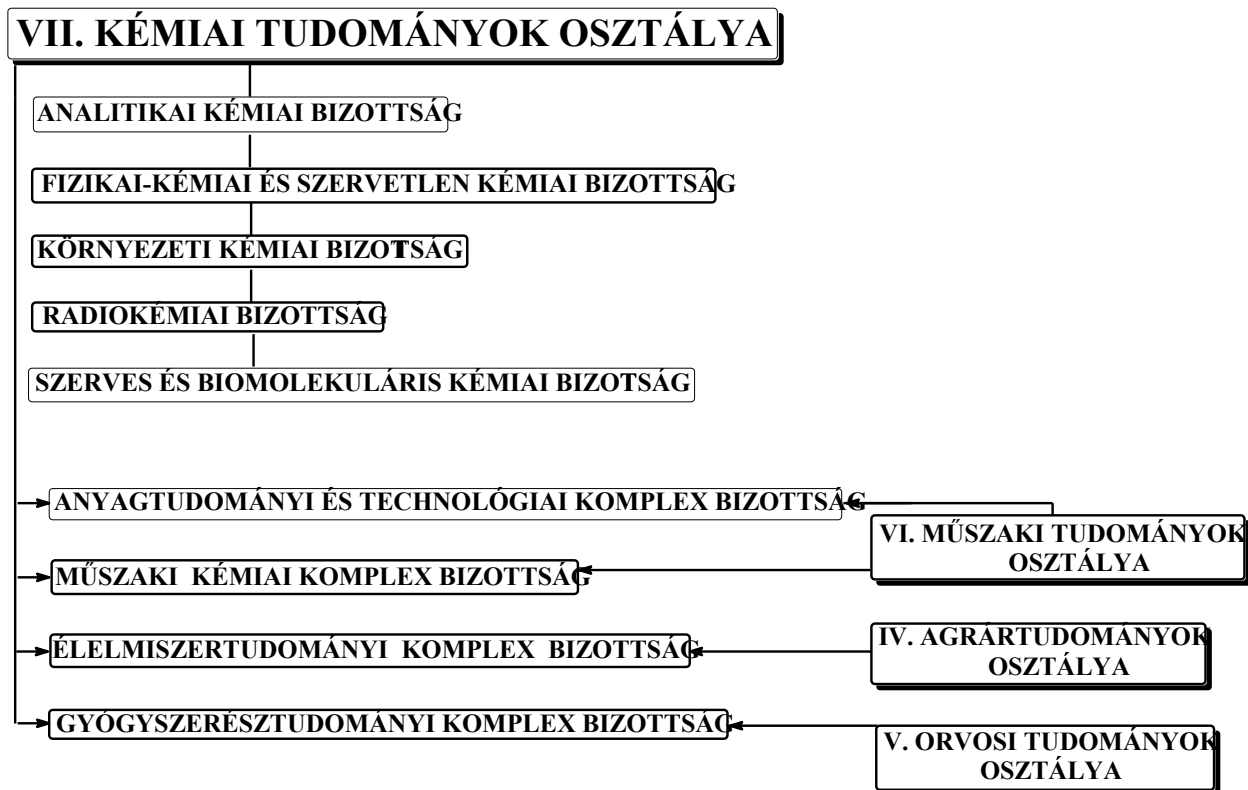 VII. KÉMIAI TUDOMÁNYOK OSZTÁLYA
ANALITIKAI KÉMIAI BIZOTTSÁG
FIZIKAI-KÉMIAI ÉS SZERVETLEN KÉMIAI BIZOTTSÁG
KÖRNYEZETI KÉMIAI BIZOTTSÁG
RADIOKÉMIAI BIZOTTSÁG
SZERVES ÉS BIOMOLEKULÁRIS KÉMIAI BIZOTSÁG
ANYAGTUDOMÁNYI ÉS TECHNOLÓGIAI KOMPLEX BIZOTTSÁG
VI. MŰSZAKI TUDOMÁNYOK
OSZTÁLYA
MŰSZAKI KÉMIAI KOMPLEX BIZOTTSÁG
ÉLELMISZERTUDOMÁNYI KOMPLEX BIZOTTSÁG
IV. AGRÁRTUDOMÁNYOK
OSZTÁLYA
GYÓGYSZERÉSZTUDOMÁNYI KOMPLEX BIZOTTSÁG
V. ORVOSI TUDOMÁNYOK
OSZTÁLYA